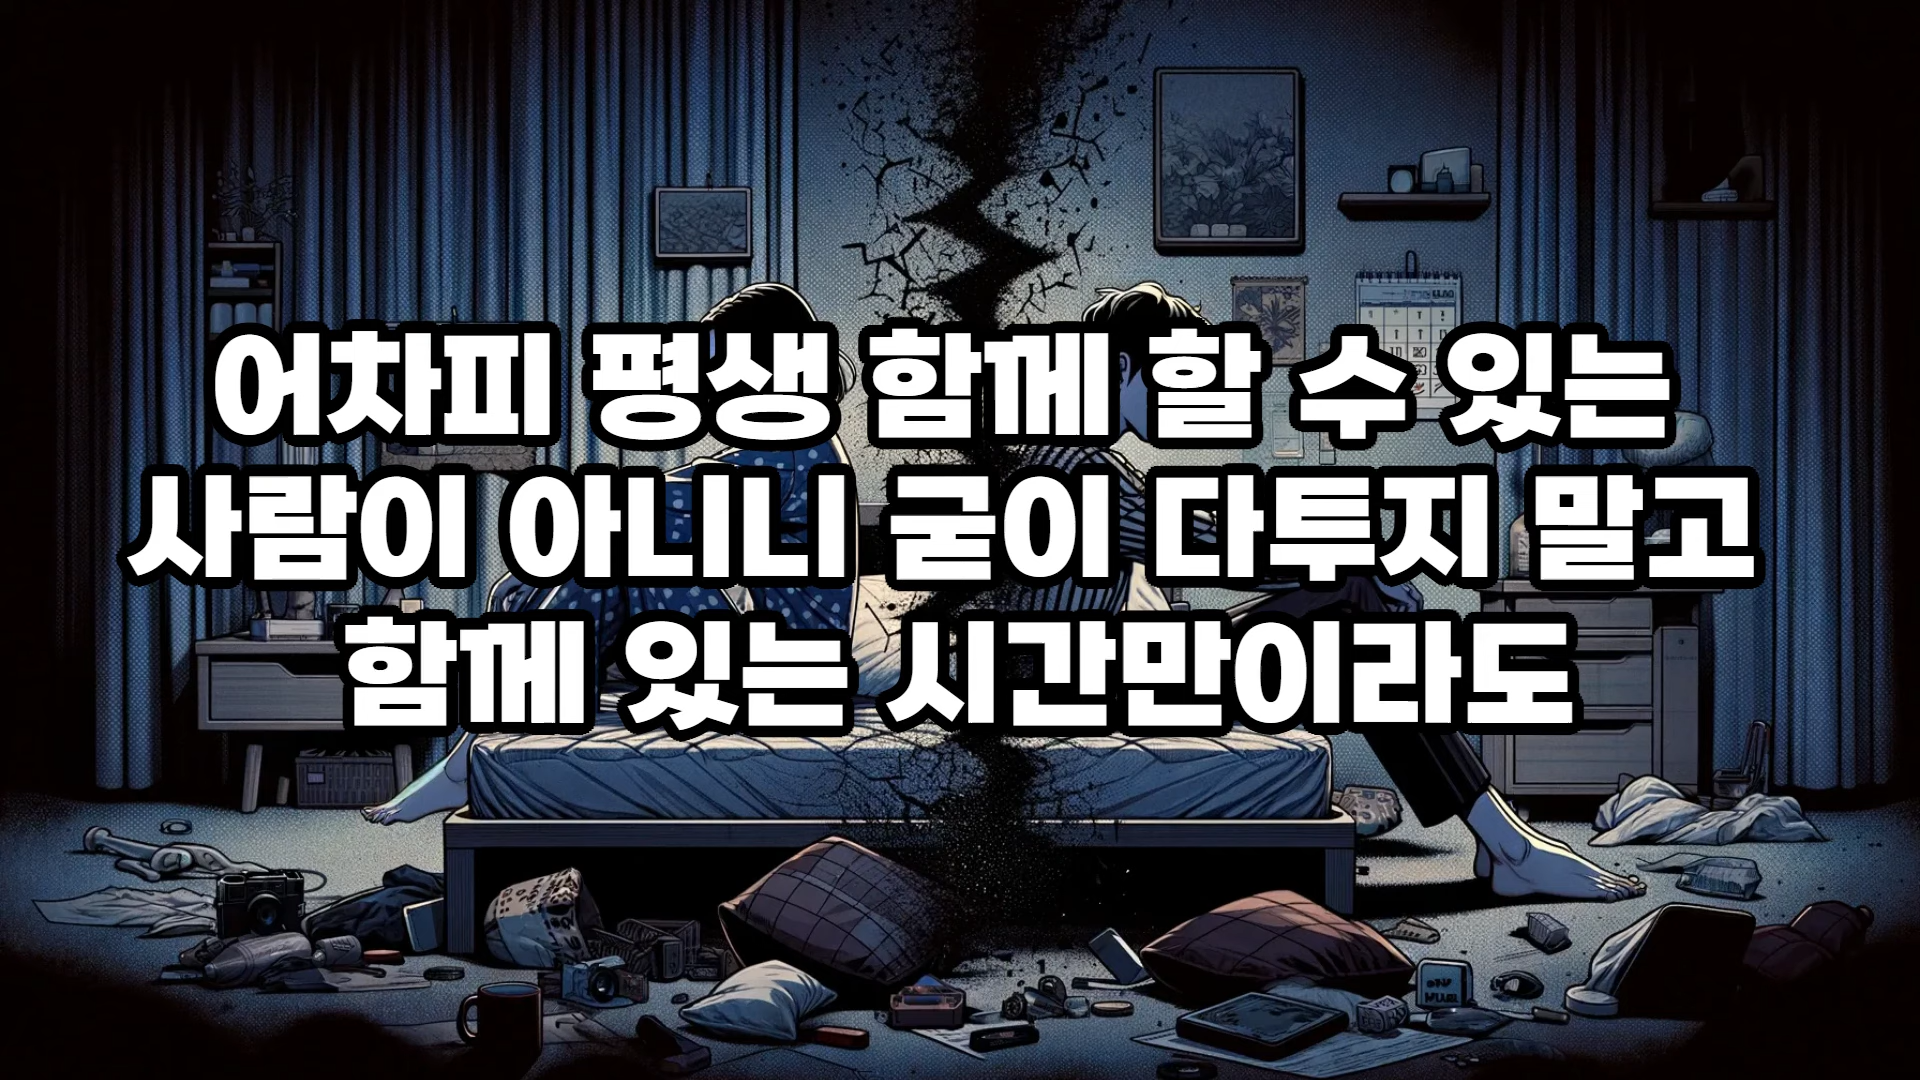 어차피 평생 함께 할 수 있는
사람이 아니니 굳이 다투지 말고
함께 있는 시간만이라도